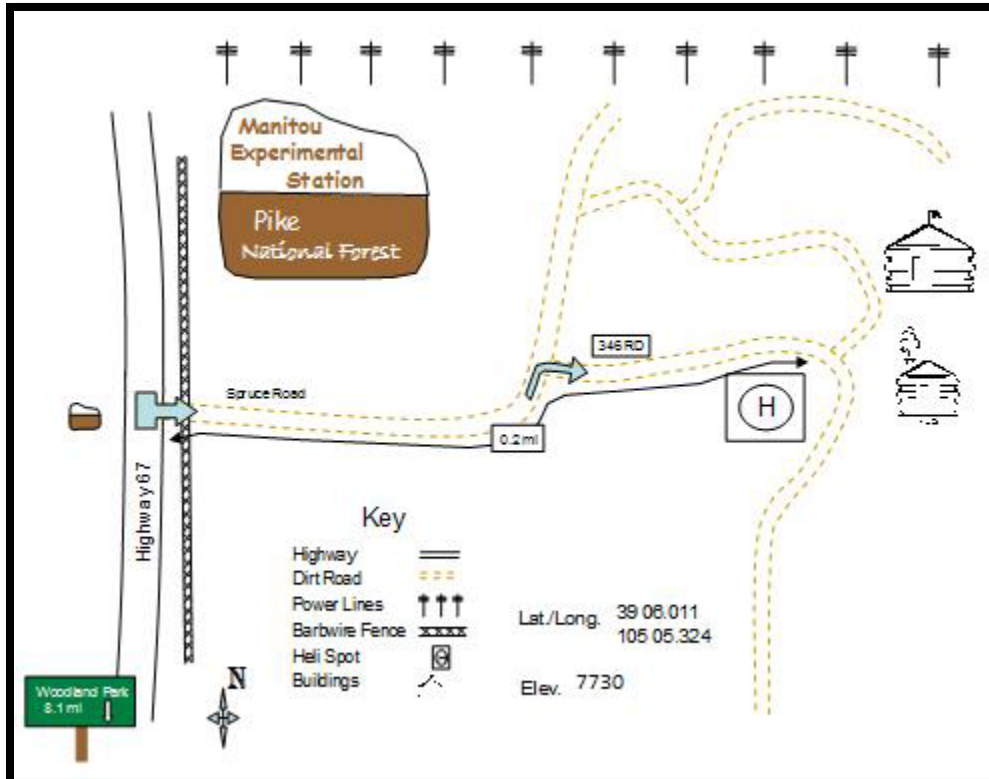 Manitou
Experimental
Station
Pike
National Forest
346 RD
Spruce Road
H
0.2 mi
Highway 67
Key
Highway
Dirt Road
Power Lines
Barbwire Fence
Heli Spot
Buildings
Lat./Long. 39 06.011
105 05.324
Elev. 7730
N
Woodland Park
8.1 mi